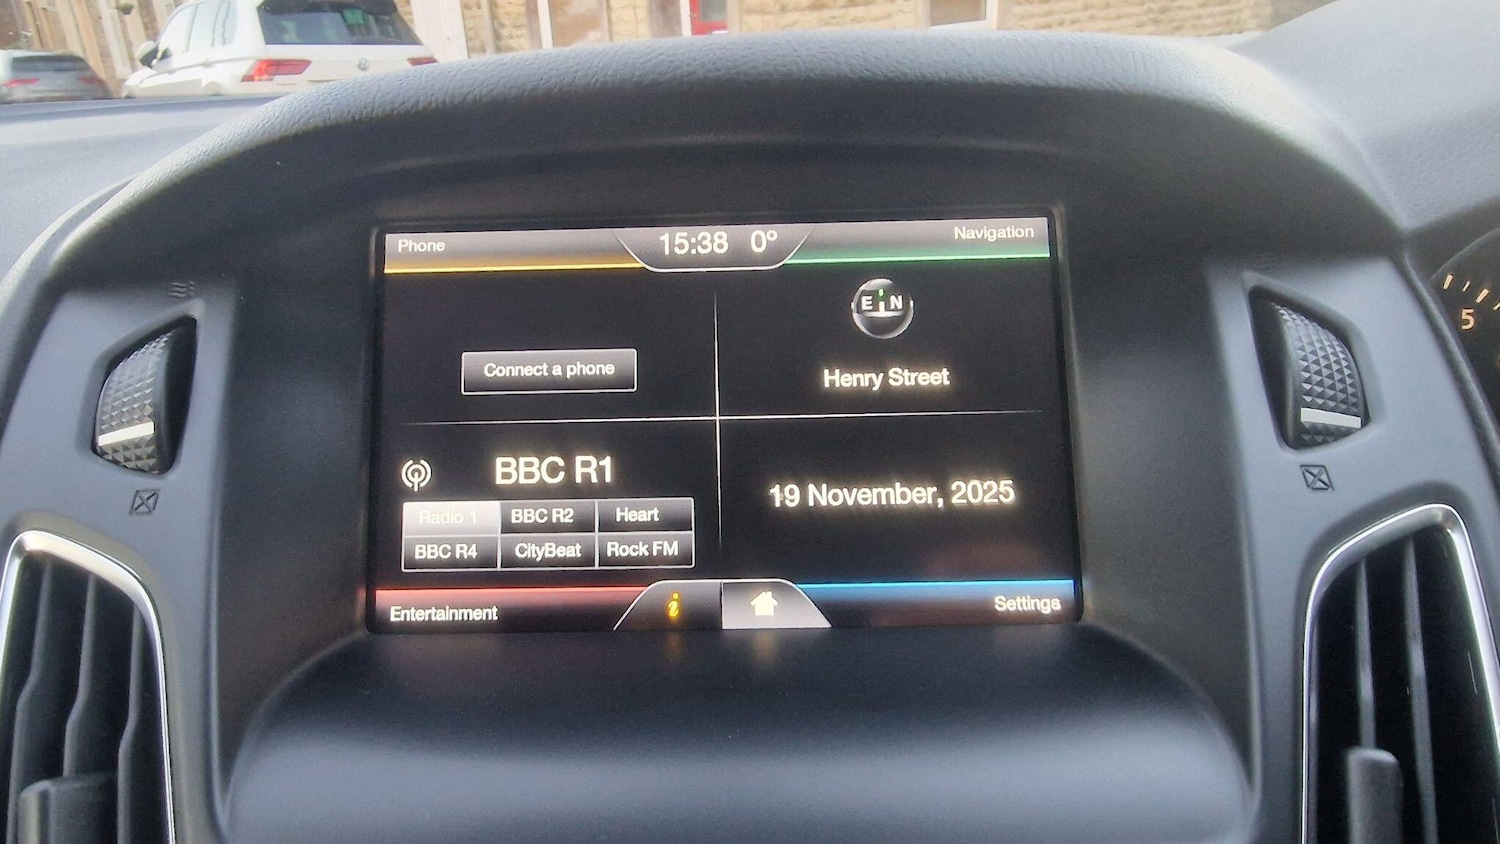 Phone
15:38 0°
Navigation
E N
Connect a phone
Henry Street
BBC R1
Radio 1 BBC R2 Heart
BBC R4 CityBeat Rock FM
19 November, 2025
Entertainment
i
Settings
5